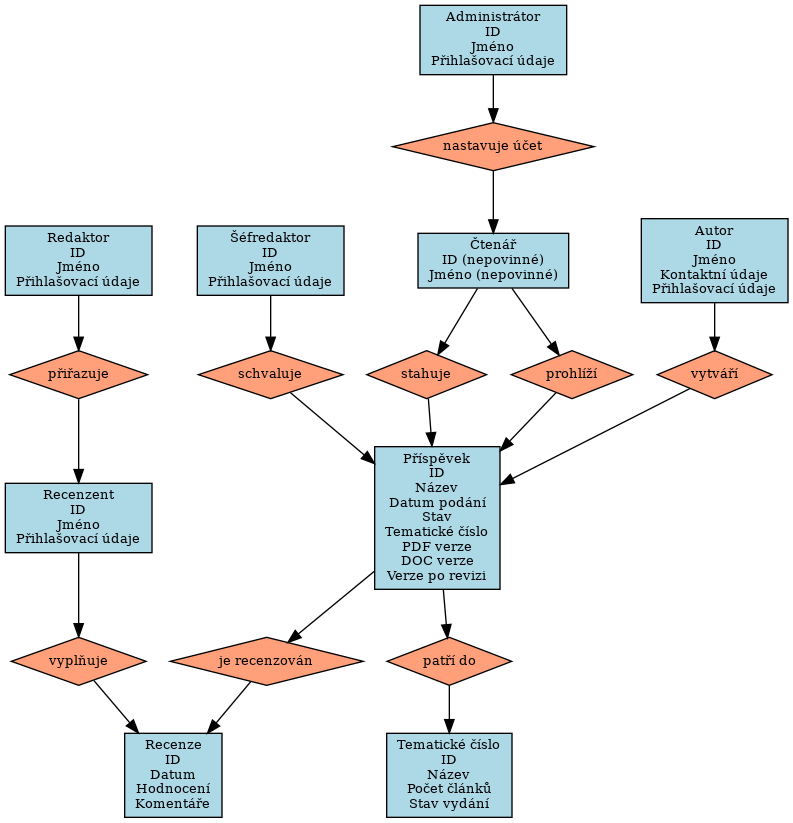 Administrátor
ID
Jméno
Přihlašovací údaje
nastavuje účet
Redaktor
ID
Jméno
Přihlašovací údaje
Šéfredaktor
ID
Jméno
Přihlašovací údaje
Čtenář
ID (nepovinné)
Jméno (nepovinné)
Autor
ID
Jméno
Kontaktní údaje
Přihlašovací údaje
přiřazuje
schvaluje
stahuje
prohlíží
vytváří
Recenzent
ID
Jméno
Přihlašovací údaje
Příspěvek
ID
Název
Datum podání
Stav
Tematické číslo
PDF verze
DOC verze
Verze po revizi
vyplňuje
je recenzován
patří do
Recenze
ID
Datum
Hodnocení
Komentáře
Tematické číslo
ID
Název
Počet článků
Stav vydání